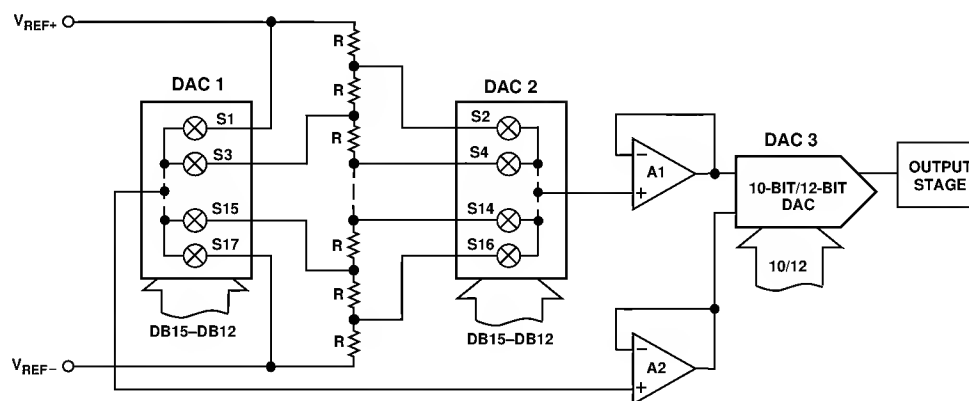 VREF+
R
DAC 1
R
DAC 2
S1
R
S2
S3
S4
A1
DAC 3
10-BIT/12-BIT
DAC
OUTPUT
STAGE
S15
S14
R
S17
S16
10/12
R
DB15–DB12
DB15–DB12
R
VREF–
A2
–
+
–
+